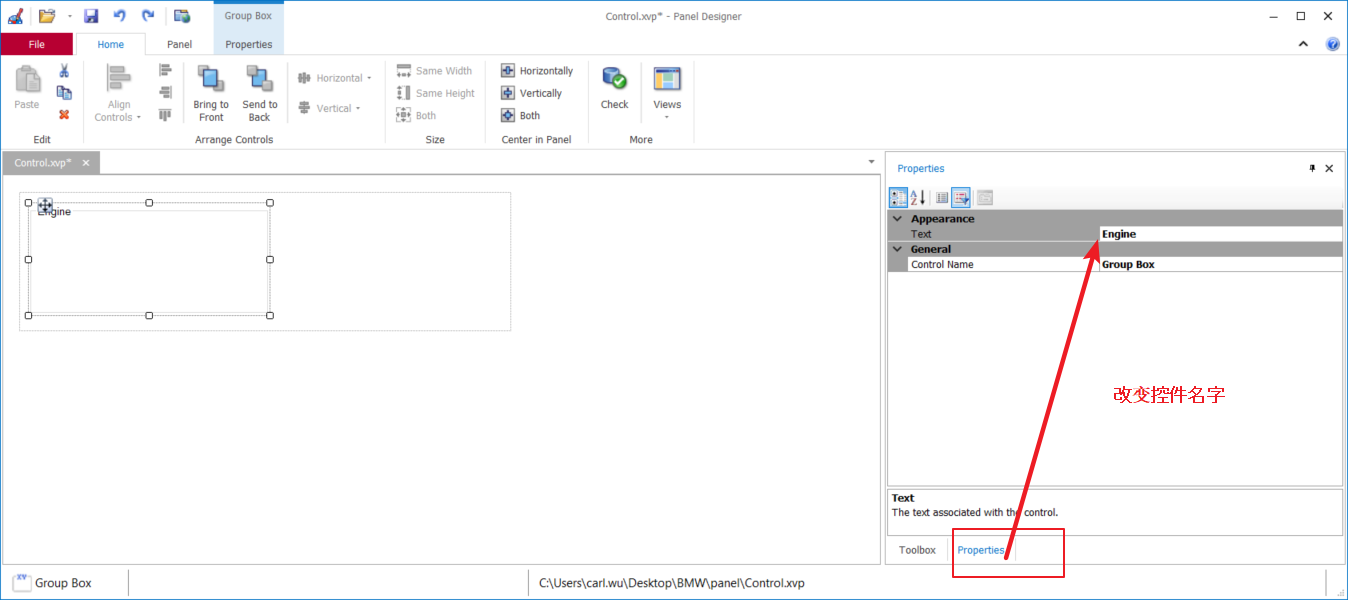 Group Box
Control.xvp* - Panel Designer
File
Home
Panel
Properties
Paste
Align
Controls
Bring to
Front
Send to
Back
Horizontal
Vertical
Same Width
Same Height
Both
Horizontally
Vertically
Both
Check
Views
Edit
Arrange Controls
Size
Center in Panel
More
Control.xvp*
Engine
Properties
Appearance
Text
Engine
General
Control Name
Group Box
改变控件名字
Text
The text associated with the control.
Toolbox
Properties
Group Box
C:\Users\carl.wu\Desktop\BMW\panel\Control.xvp